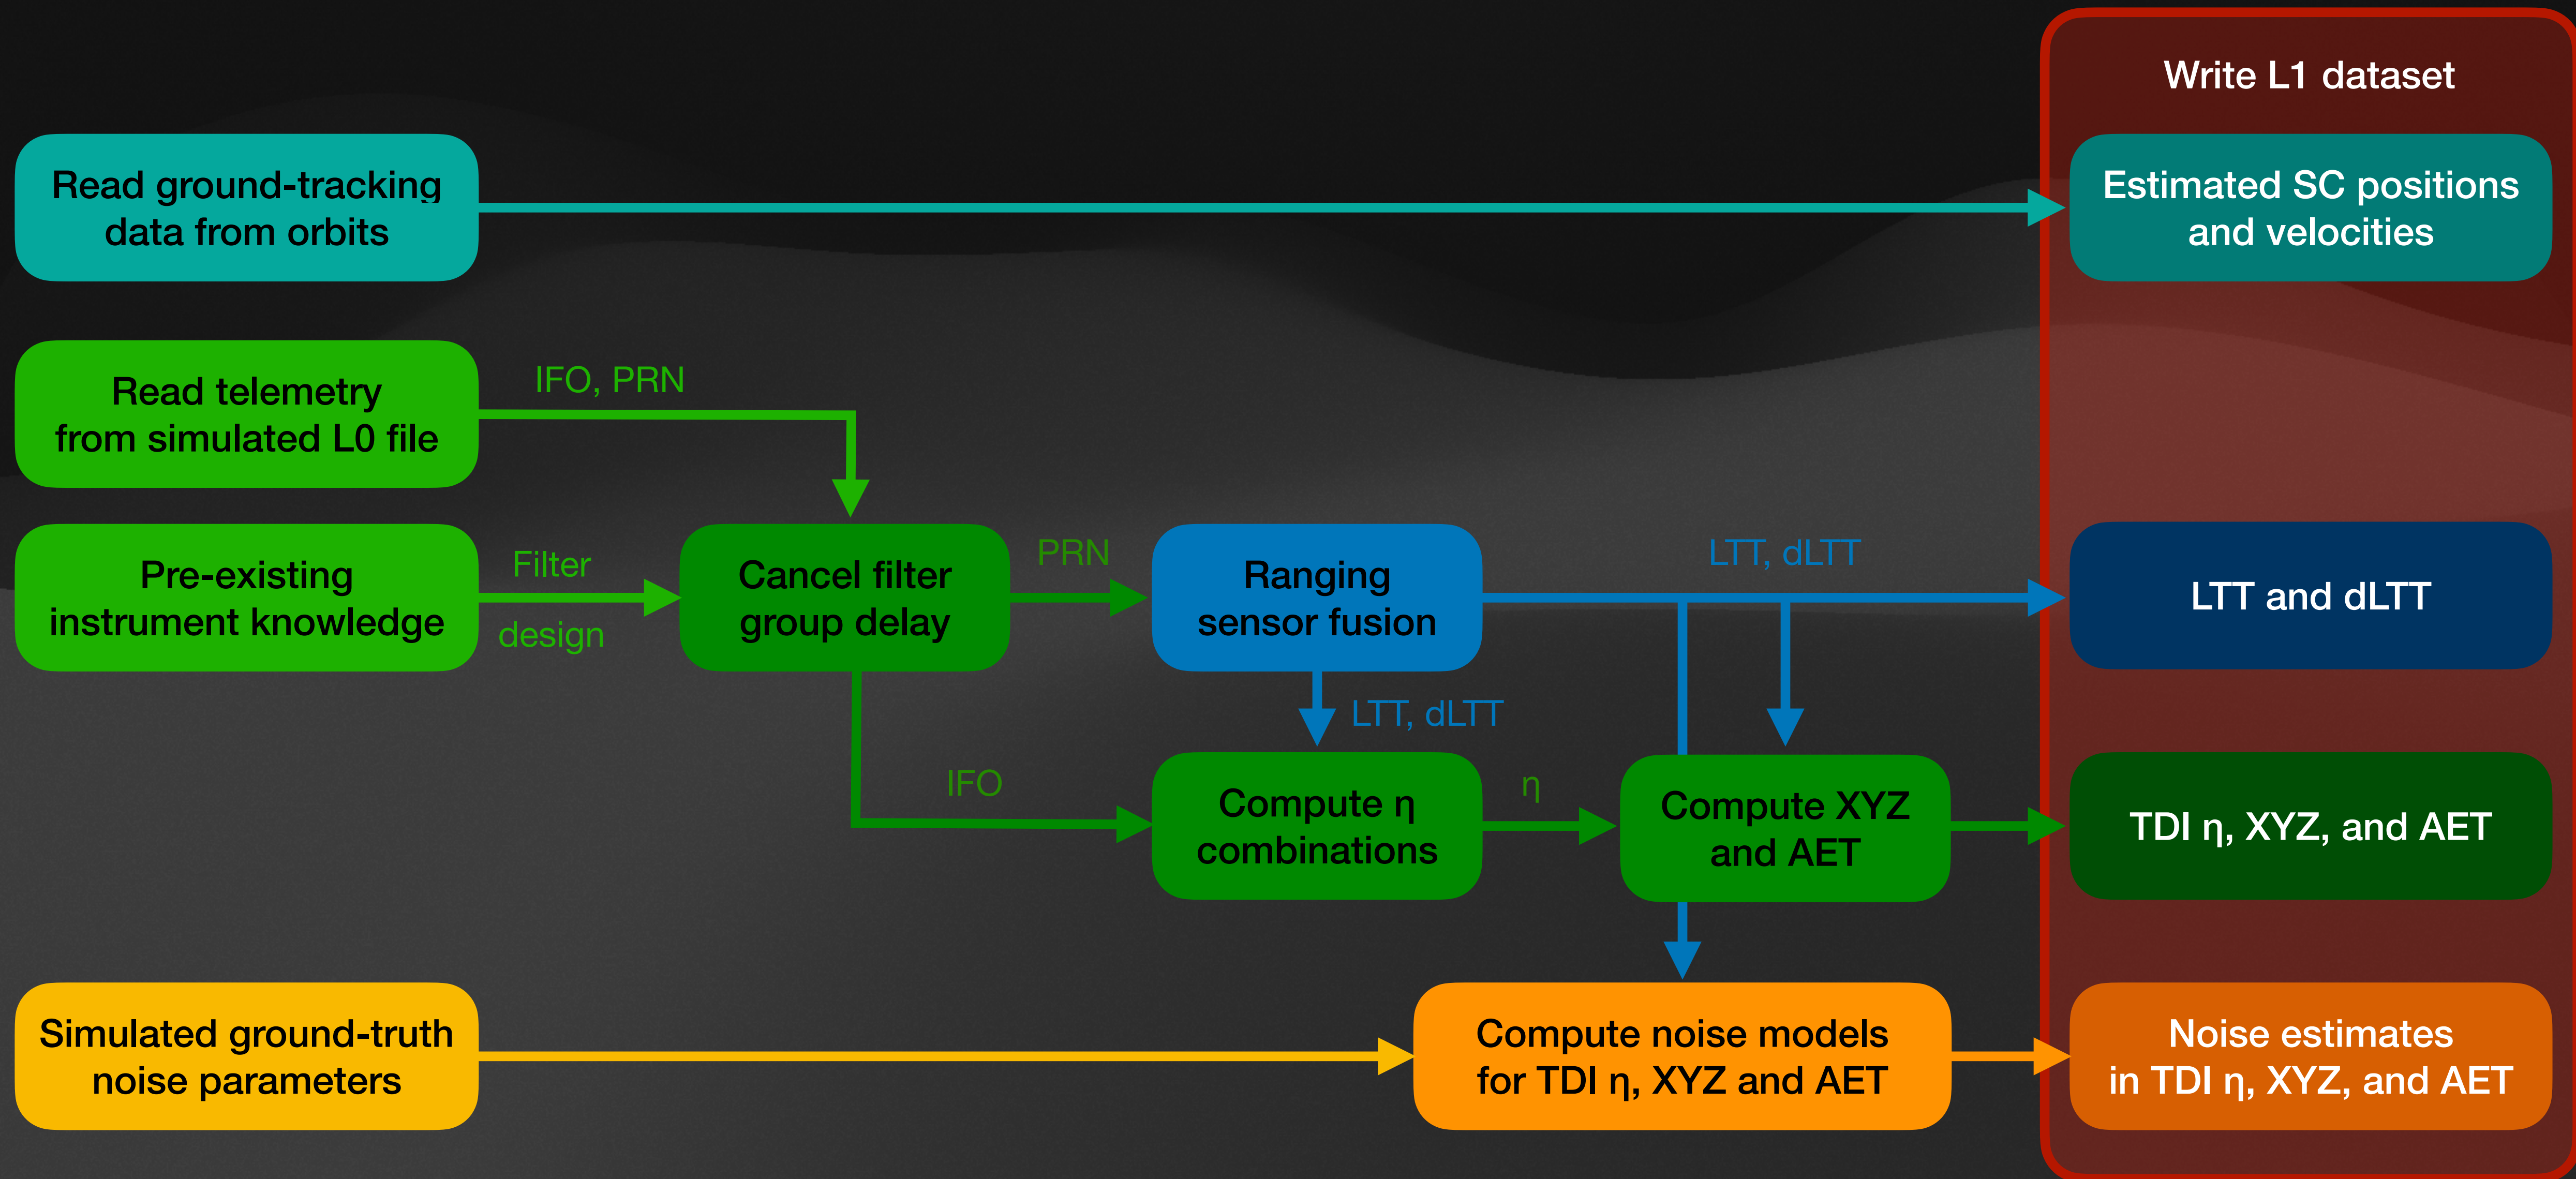 Write L1 dataset
Read ground-tracking
data from orbits
Estimated SC positions
and velocities
Read telemetry
from simulated L0 file
IFO, PRN
Pre-existing
instrument knowledge
Filter
design
Cancel filter
group delay
PRN
Ranging
sensor fusion
LTT, dLTT
LTT and dLTT
LTT, dLTT
IFO
Compute η
combinations
η
Compute XYZ
and AET
TDI η, XYZ, and AET
Simulated ground-truth
noise parameters
Compute noise models
for TDI η, XYZ and AET
Noise estimates
in TDI η, XYZ, and AET